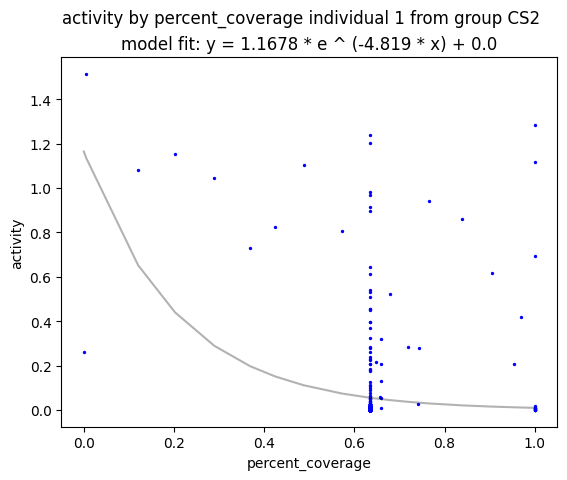 activity by percent_coverage individual 1 from group CS2
model fit: y = 1.1678 * e ^ (-4.819 * x) + 0.0
1.4
1.2
1.0
0.8
0.6
0.4
0.2
0.0
activity
0.0 0.2 0.4 0.6 0.8 1.0
percent_coverage